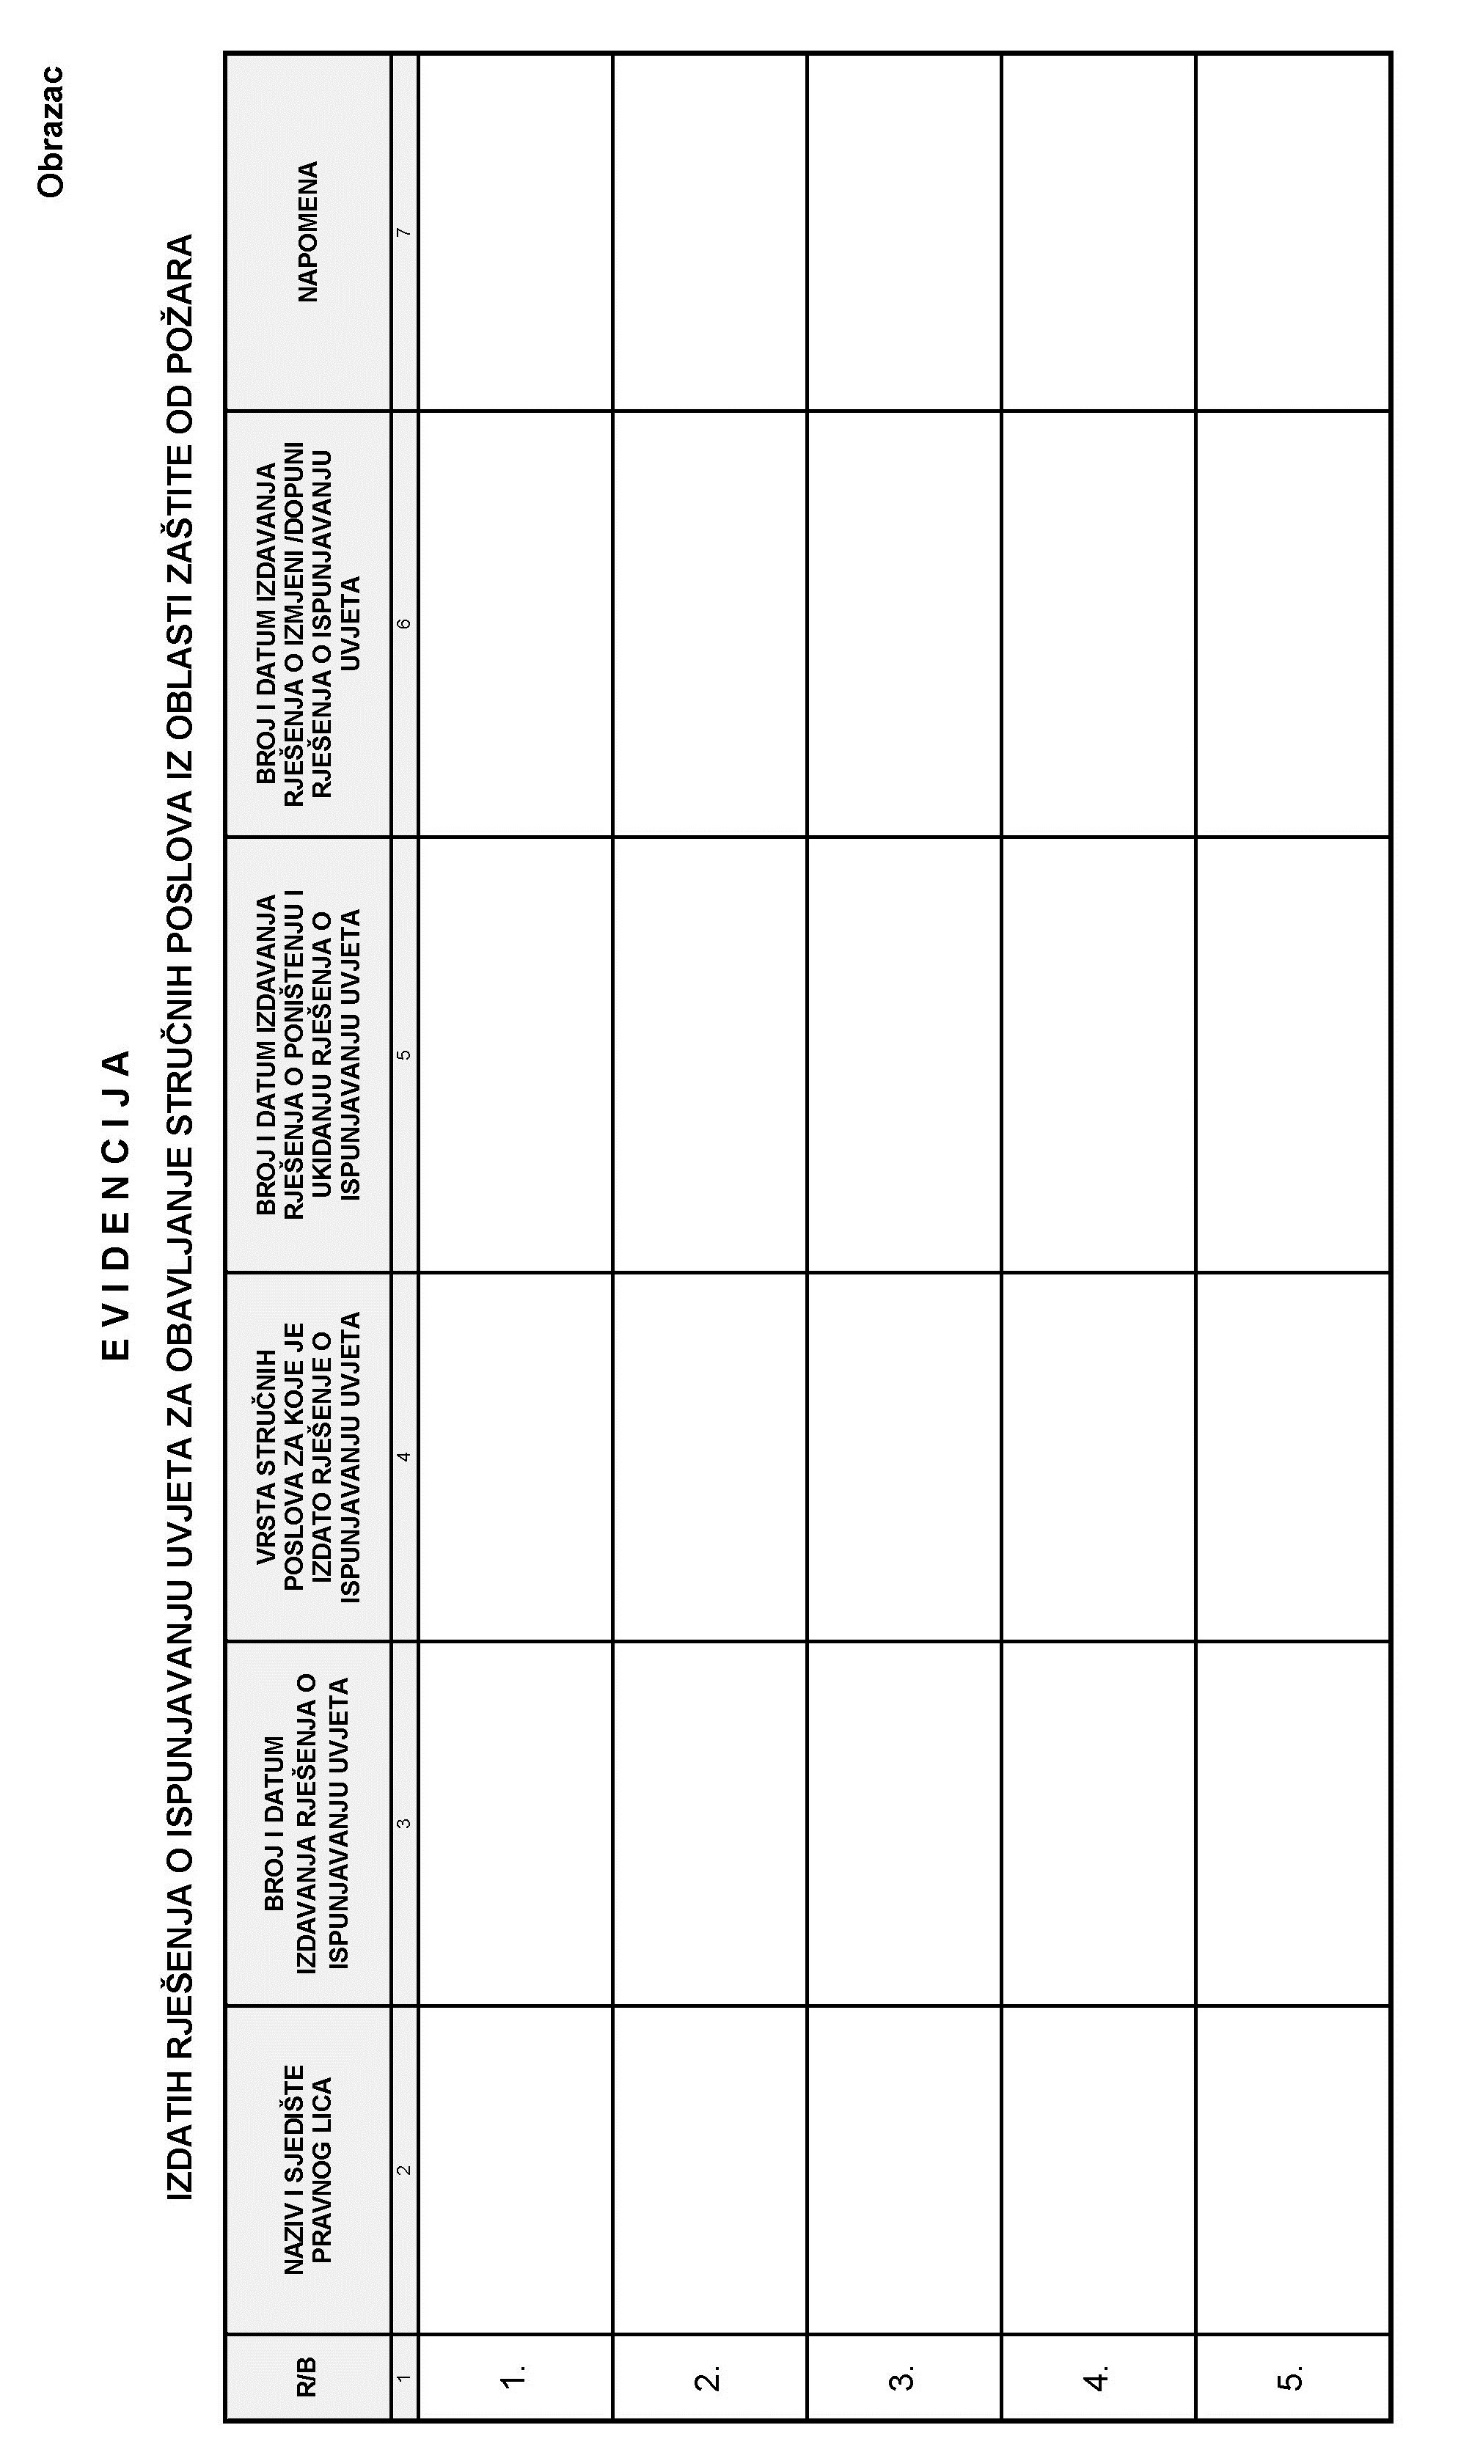 Obrazac
E V I D E N C I J A
IZDATIH RJEŠENJA O ISPUNJAVANJU UVJETA ZA OBAVLJANJE STRUČNIH POSLOVA IZ OBLASTI ZAŠTITE OD POŽARA
R/B
NAZIV I SJEDIŠTE
PRAVNOG LICA
BROJ I DATUM
IZDAVANJA RJEŠENJA O
ISPUNJAVANJU UVJETA
VRSTA STRUČNIH
POSLOVA ZA KOJE JE
IZDATO RJEŠENJE O
ISPUNJAVANJU UVJETA
BROJ I DATUM IZDAVANJA
RJEŠENJA O PONIŠTENJU I
UKIDANJU RJEŠENJA O
ISPUNJAVANJU UVJETA
BROJ I DATUM IZDAVANJA
RJEŠENJA O IZMJENI /DOPUNI
RJEŠENJA O ISPUNJAVANJU
UVJETA
NAPOMENA
1
2
3
4
5
6
7
1.
2.
3.
4.
5.